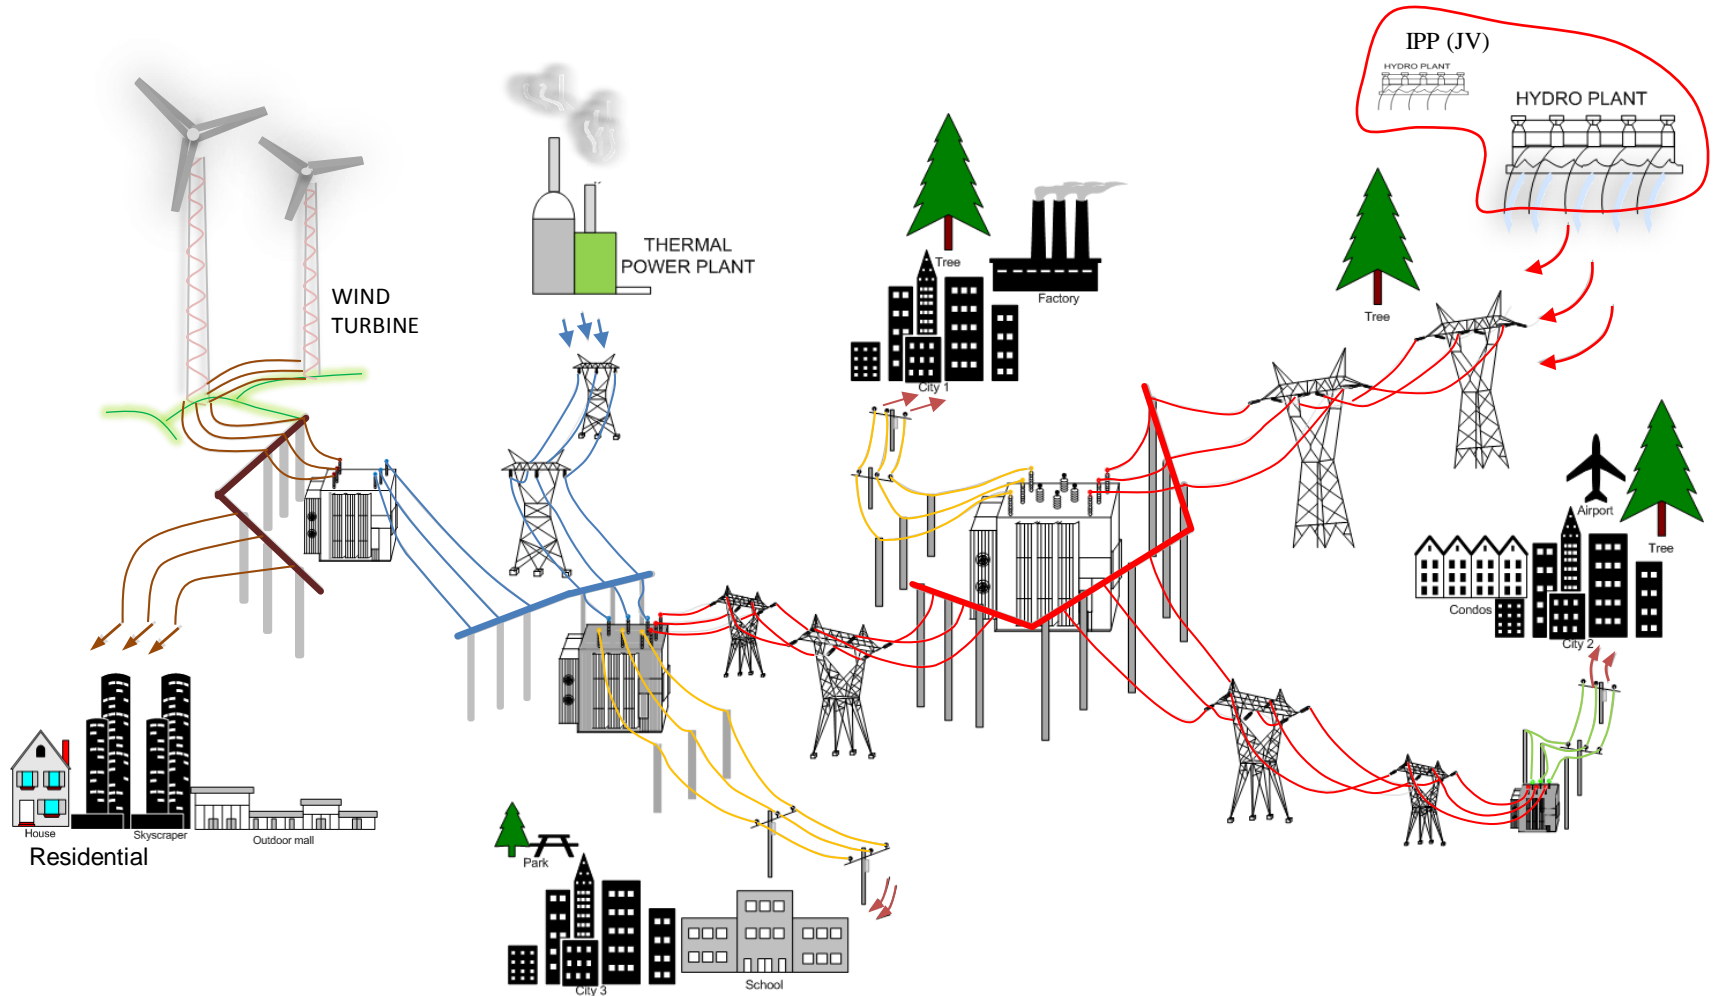 IPP (JV)
HYDRO PLANT
HYDRO PLANT
THERMAL
POWER PLANT
WIND
TURBINE
Tree
Factory
City 1
Tree
Airport
Tree
Condos
City 2
House
Skyscraper
Outdoor mall
Residential
Park
City 3
School